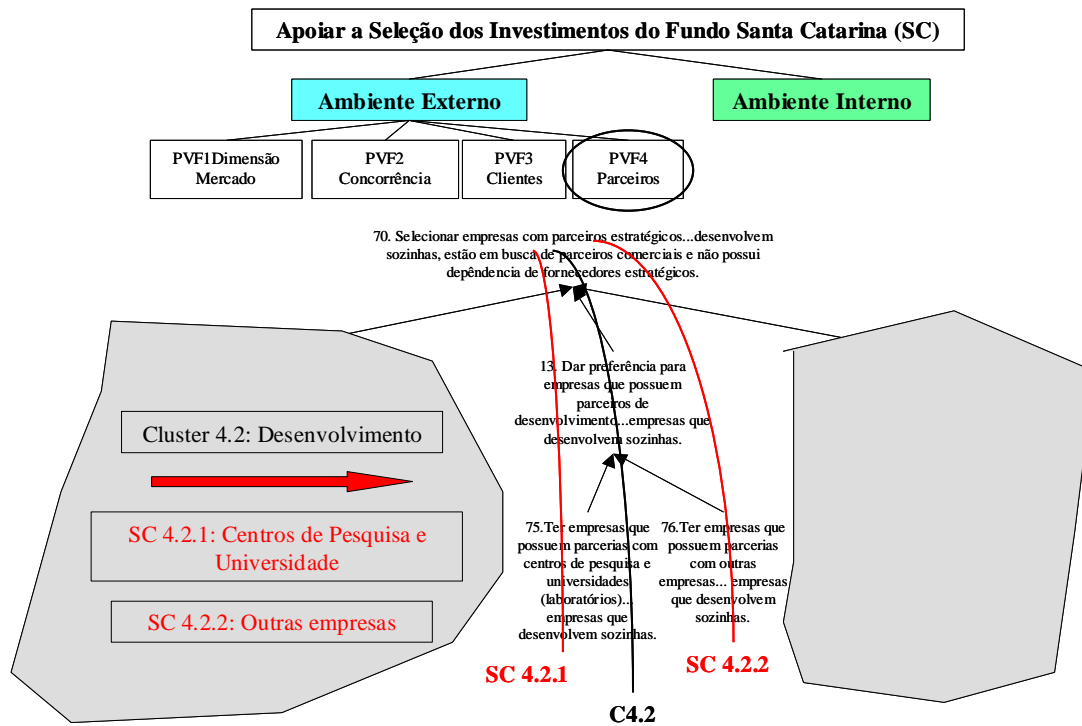 Apoiar a Seleção dos Investimentos do Fundo Santa Catarina (SC)
Ambiente Externo
Ambiente Interno
PVF1Dimensão
Mercado
PVF2
Concorrência
PVF3
Clientes
PVF4
Parceiros
70. Selecionar empresas com parceiros estratégicos...desenvolvem
sozinhas, estão em busca de parceiros comerciais e não possui
depêndencia de fornecedores estratégicos.
13. Dar preferência para
empresas que possuem
parceiros de
desenvolvimento...empresas que
desenvolvem sozinhas.
Cluster 4.2: Desenvolvimento
SC 4.2.1: Centros de Pesquisa e
Universidade
SC 4.2.2: Outras empresas
75.Ter empresas que
possuem parcerias com
centros de pesquisa e
universidades
(laboratórios)...
empresas que
desenvolvem sozinhas.
76.Ter empresas que
possuem parcerias
com outras
empresas... empresas
que desenvolvem
sozinhas.
SC 4.2.1
SC 4.2.2
C4.2